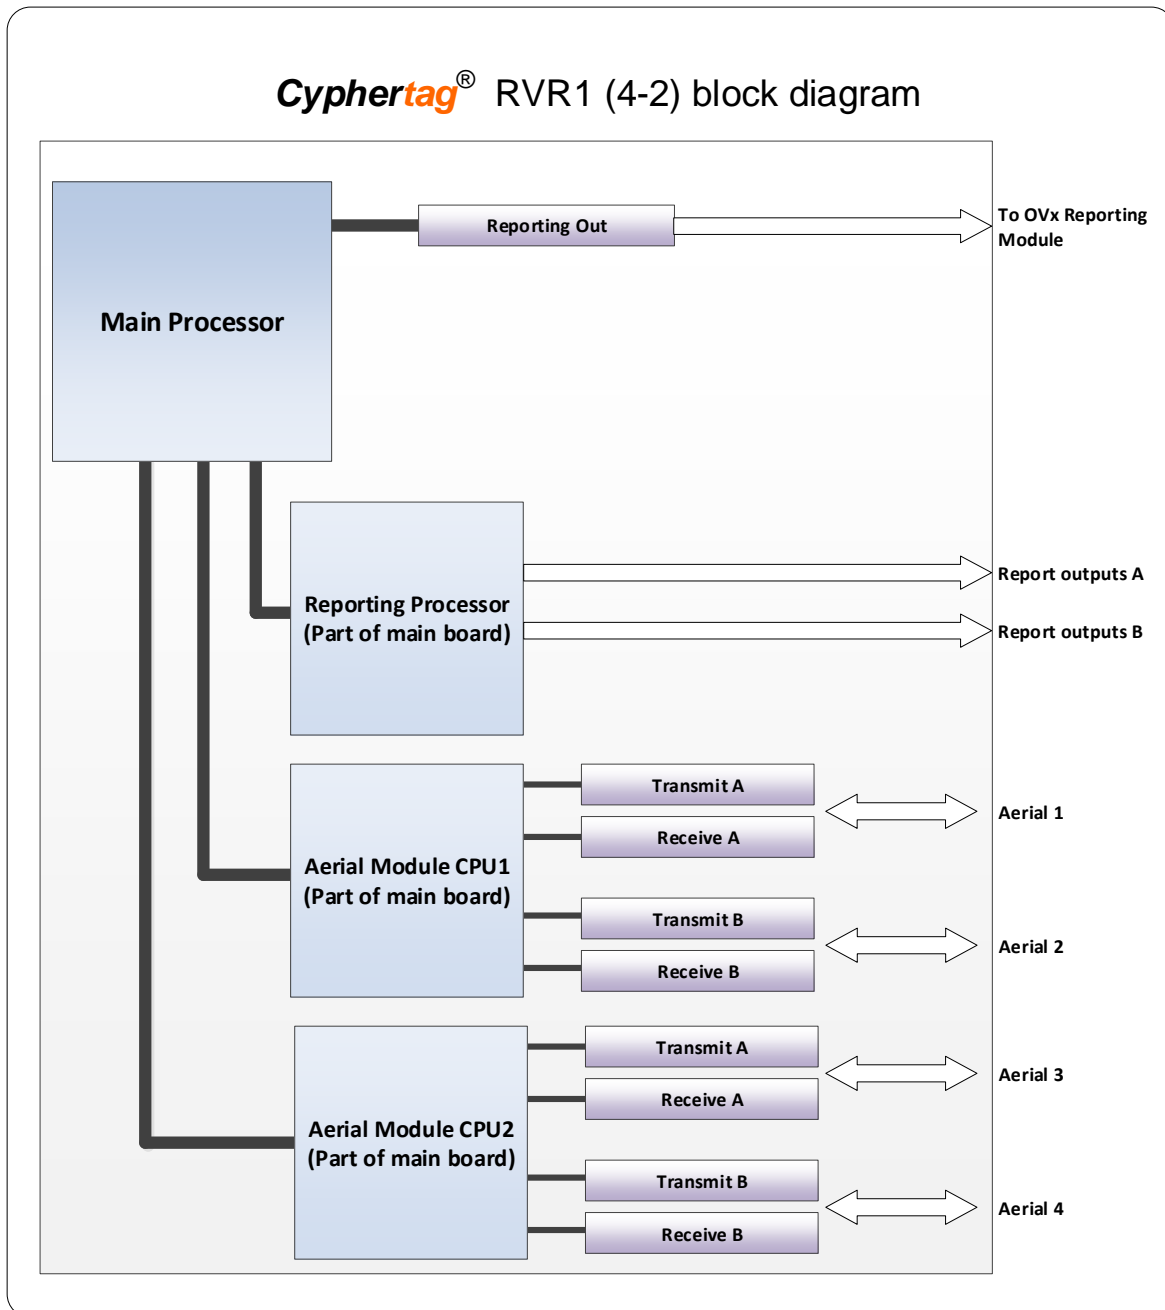 Cyphertag® RVR1 (4-2) block diagram
Reporting Out
To OVx Reporting
Module
Main Processor
Reporting Processor
(Part of main board)
Report outputs A
Report outputs B
Aerial Module CPU1
(Part of main board)
Transmit A
Receive A
Aerial 1
Transmit B
Receive B
Aerial 2
Aerial Module CPU2
(Part of main board)
Transmit A
Receive A
Aerial 3
Transmit B
Receive B
Aerial 4